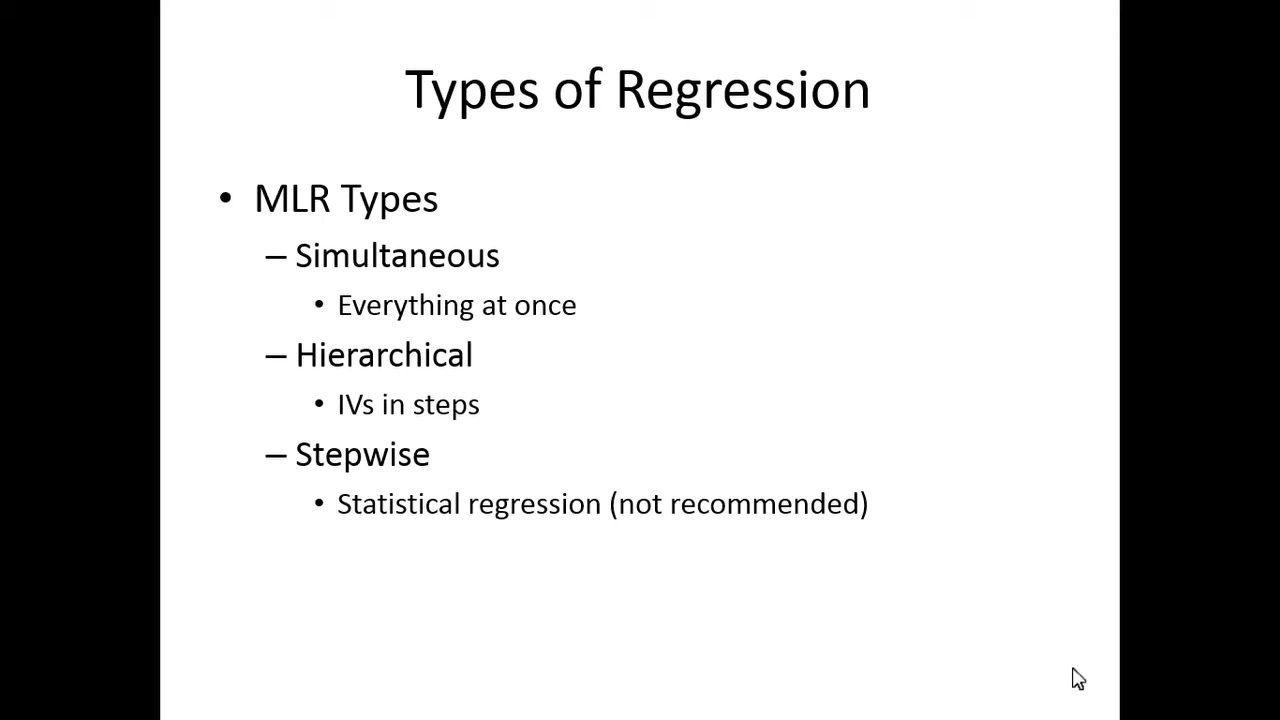 Types of Regression
• MLR Types
– Simultaneous
• Everything at once
– Hierarchical
• IVs in steps
– Stepwise
• Statistical regression (not recommended)